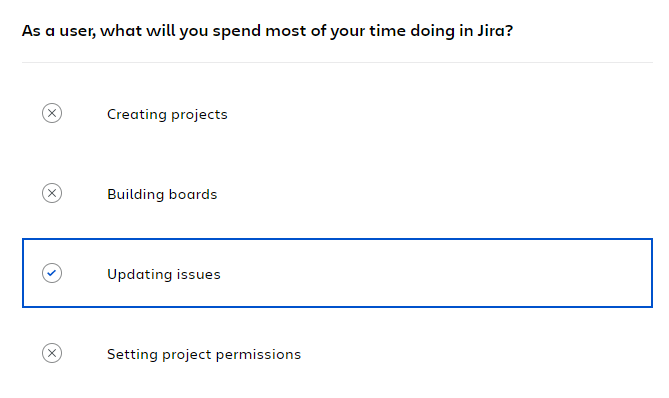 As a user, what will you spend most of your time doing in Jira?
Creating projects
Building boards
Updating issues
Setting project permissions